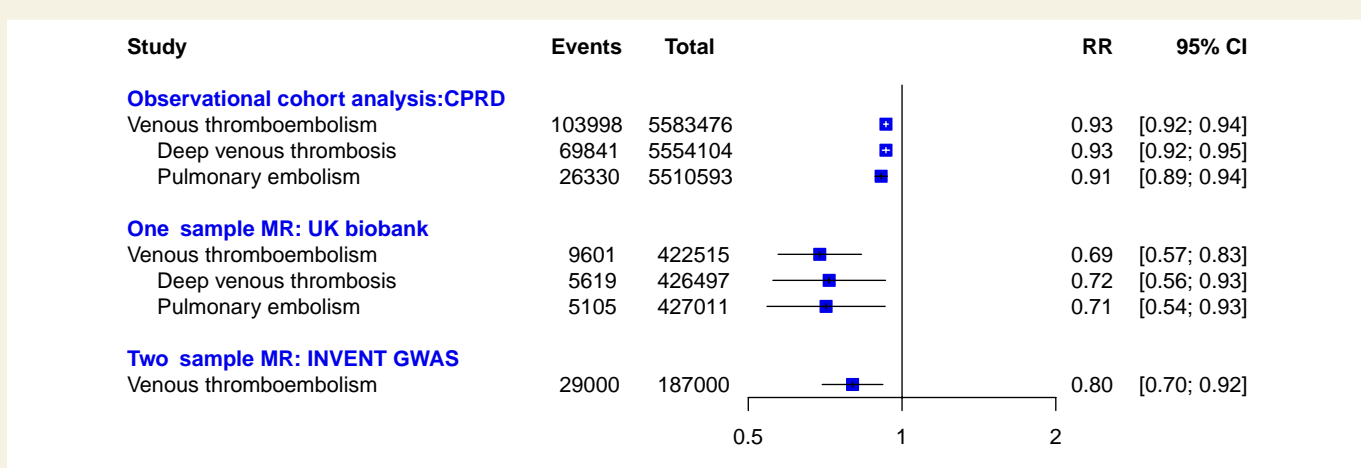 Study Events Total RR 95% CI
Observational cohort analysis:CPRD
Venous thromboembolism 103998 5583476 0.93 [0.92; 0.94]
Deep venous thrombosis 69841 5554104 0.93 [0.92; 0.95]
Pulmonary embolism 26330 5510593 0.91 [0.89; 0.94]
One sample MR: UK biobank
Venous thromboembolism 9601 422515 0.69 [0.57; 0.83]
Deep venous thrombosis 5619 426497 0.72 [0.56; 0.93]
Pulmonary embolism 5105 427011 0.71 [0.54; 0.93]
Two sample MR: INVENT GWAS
Venous thromboembolism 29000 187000 0.80 [0.70; 0.92]
0.5 1 2